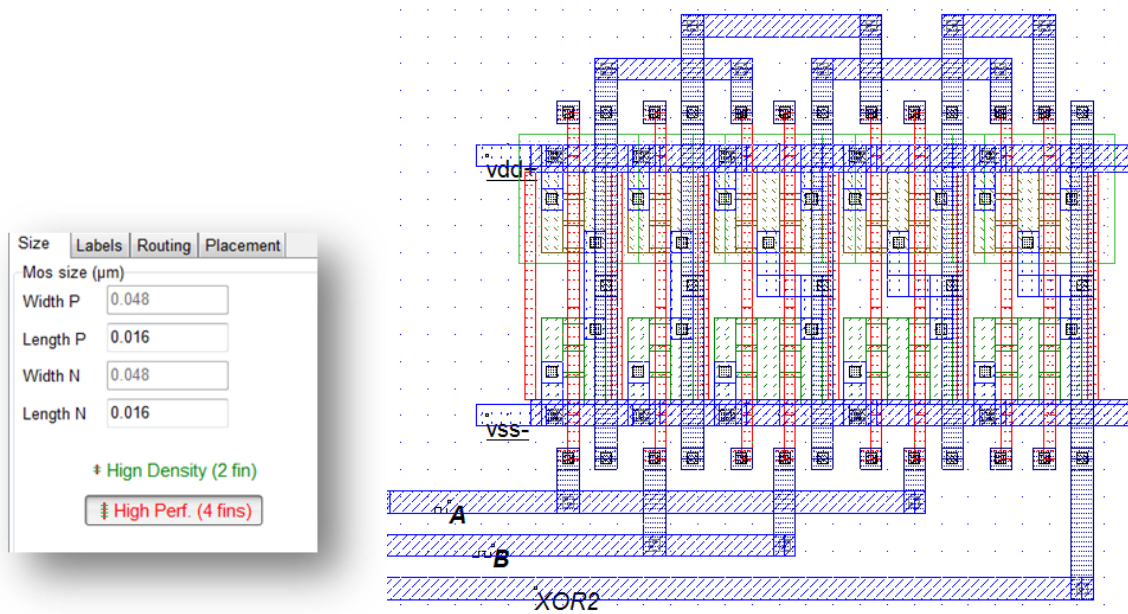 Size Labels Routing Placement
Mos size (µm)
Width P 0.048
Length P 0.016
Width N 0.048
Length N 0.016
Hign Density (2 fin)
High Perf. (4 fins)
vdd+
vss-
A
B
XOR2